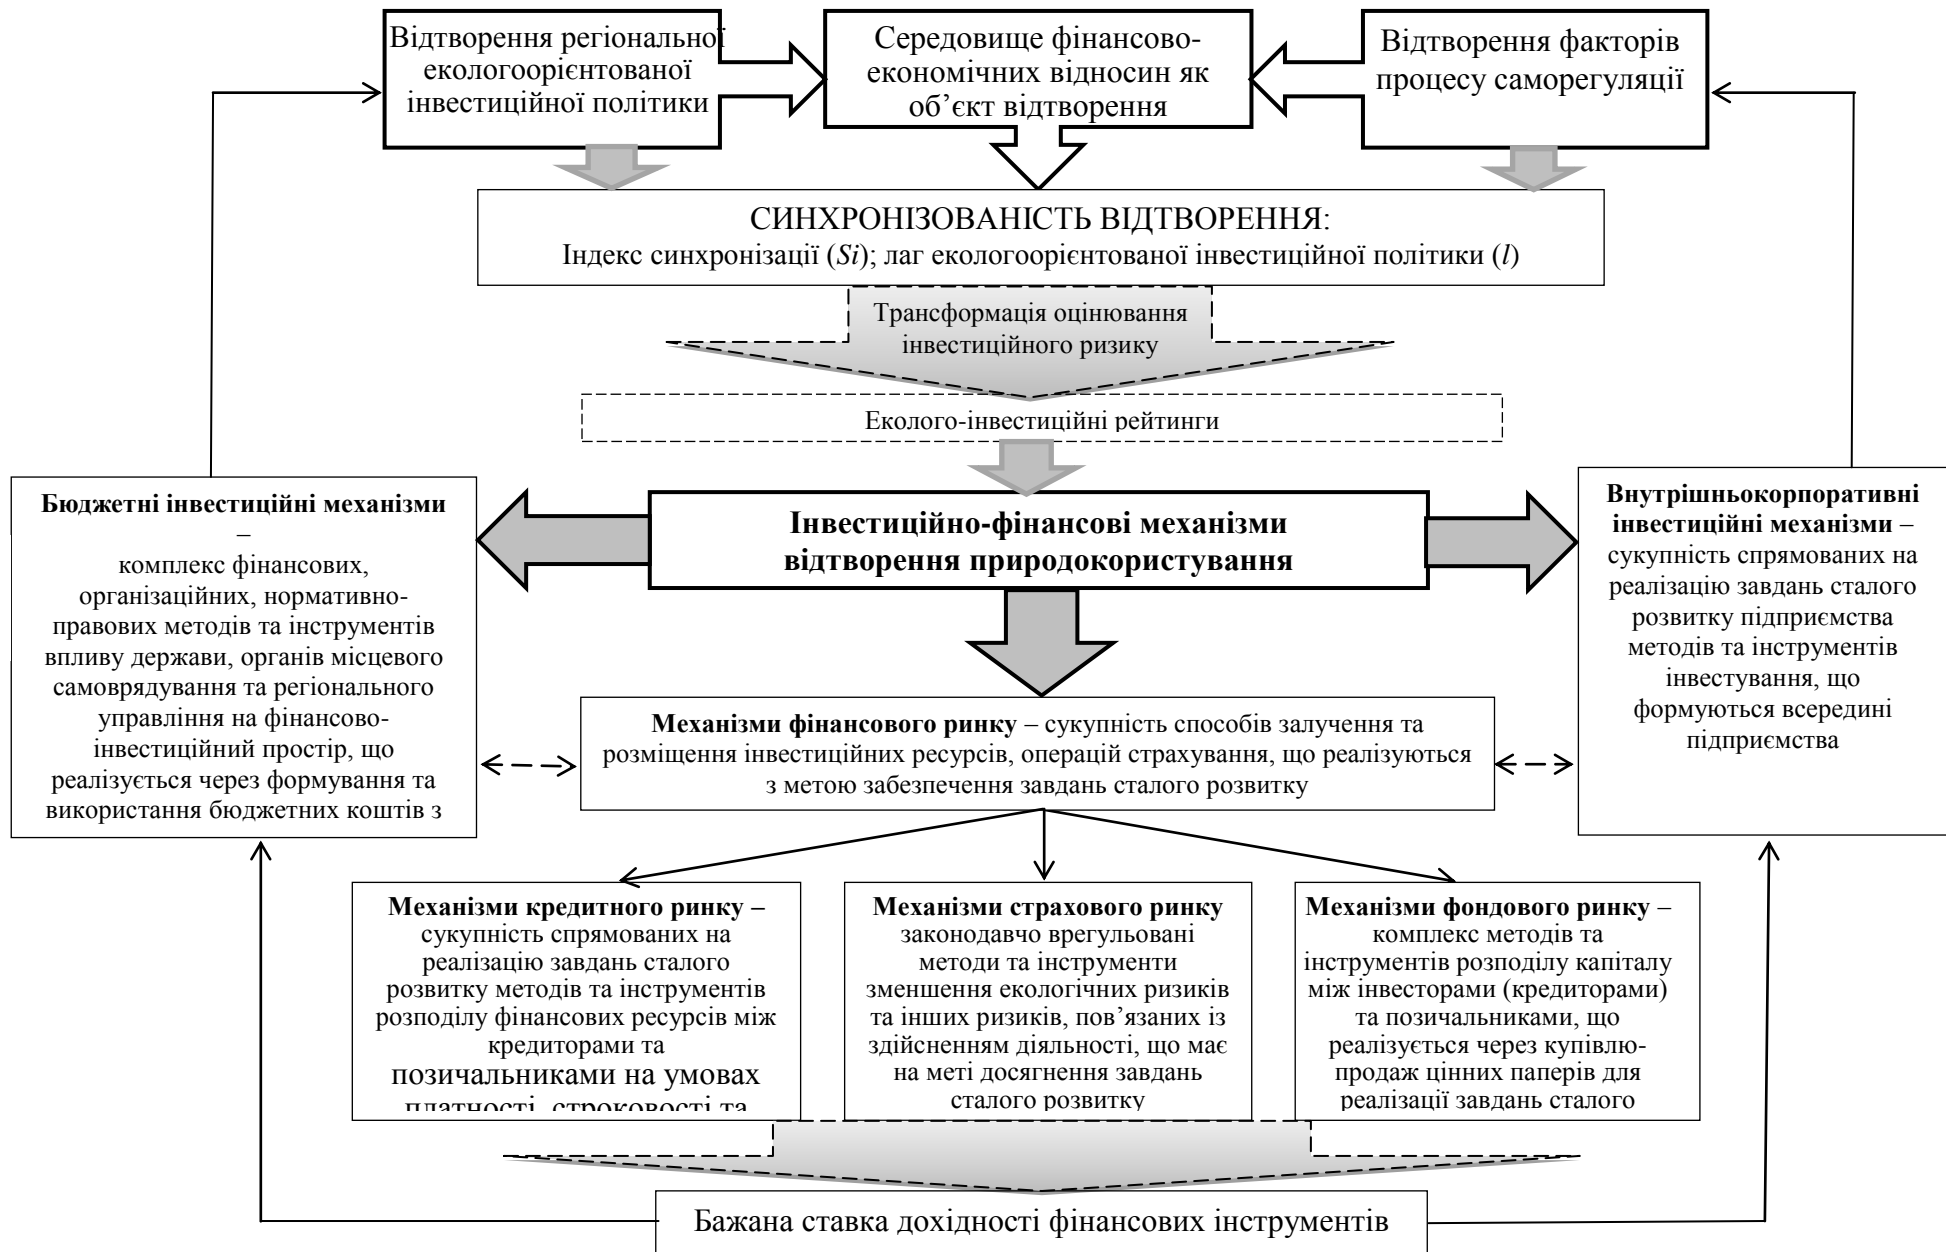 Відтворення регіональної
екологоорієнтованої
інвестиційної політики
Середовище фінансово-
економічних відносин як
об’єкт відтворення
Відтворення факторів
процесу саморегуляції
СИНХРОНІЗОВАНІСТЬ ВІДТВОРЕННЯ:
Індекс синхронізації (Si); лаг екологоорієнтованої інвестиційної політики (l)
Трансформація оцінювання
інвестиційного ризику
Еколого-інвестиційні рейтинги
Бюджетні інвестиційні механізми
–
комплекс фінансових,
організаційних, нормативно-
правових методів та інструментів
впливу держави, органів місцевого
самоврядування та регіонального
управління на фінансово-
інвестиційний простір, що
реалізується через формування та
використання бюджетних коштів з
Інвестиційно-фінансові механізми
відтворення природокористування
Внутрішньокорпоративні
інвестиційні механізми –
сукупність спрямованих на
реалізацію завдань сталого
розвитку підприємства
методів та інструментів
інвестування, що
формуються всередині
підприємства
Механізми фінансового ринку – сукупність способів залучення та
розміщення інвестиційних ресурсів, операцій страхування, що реалізуються
з метою забезпечення завдань сталого розвитку
Механізми кредитного ринку –
сукупність спрямованих на
реалізацію завдань сталого
розвитку методів та інструментів
розподілу фінансових ресурсів між
кредиторами та
позичальниками на умовах
платності, строковості та
Механізми страхового ринку
законодавчо врегульовані
методи та інструменти
зменшення екологічних ризиків
та інших ризиків, пов’язаних із
здійсненням діяльності, що має
на меті досягнення завдань
сталого розвитку
Механізми фондового ринку –
комплекс методів та
інструментів розподілу капіталу
між інвесторами (кредиторами)
та позичальниками, що
реалізується через купівлю-
продаж цінних паперів для
реалізації завдань сталого
Бажана ставка дохідності фінансових інструментів